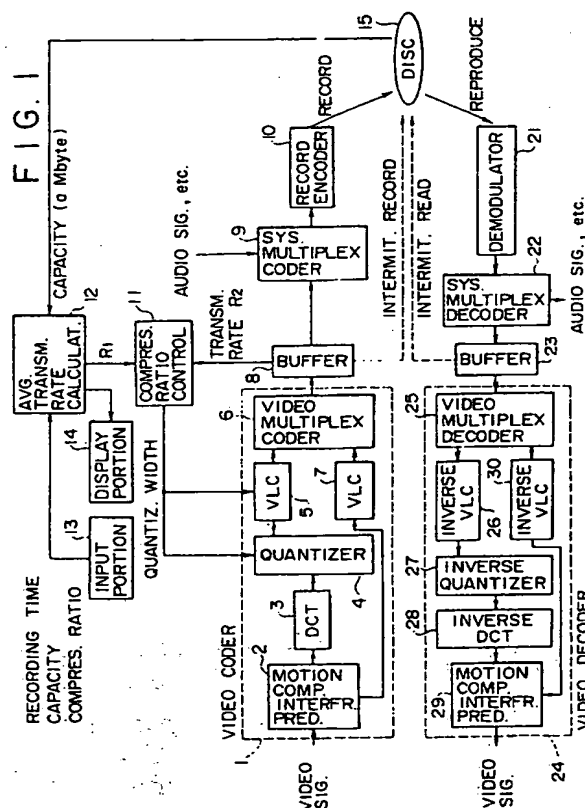 FIG. 1
RECORDING TIME
CAPACITY
COMPRES. RATIO
13
INPUT
PORTION
14
DISPLAY
PORTION
12
AVG.
TRANSM.
RATE
CALCULAT.
CAPACITY (α Mbyte)
R1
11
COMPRES.
RATIO
CONTROL
QUANTIZ. WIDTH
TRANSM.
RATE R2
AUDIO SIG., etc.
VIDEO CODER
1
VIDEO
SIG.
2
MOTION
COMP.
INTERFR.
PRED.
3
DCT
4
QUANTIZER
5
VLC
7
VLC
6
VIDEO
MULTIPLEX
CODER
8
BUFFER
9
SYS.
MULTIPLEX
CODER
10
RECORD
ENCODER
RECORD
15
DISC
INTERMIT. RECORD
INTERMIT. READ
REPRODUCE
21
DEMODULATOR
22
SYS.
MULTIPLEX
DECODER
AUDIO SIG., etc.
23
BUFFER
25
VIDEO
MULTIPLEX
DECODER
26
INVERSE
VLC
30
INVERSE
VLC
27
INVERSE
QUANTIZER
28
INVERSE
DCT
29
MOTION
COMP.
INTERFR.
PRED.
24
VIDEO DECODER
VIDEO
SIG.